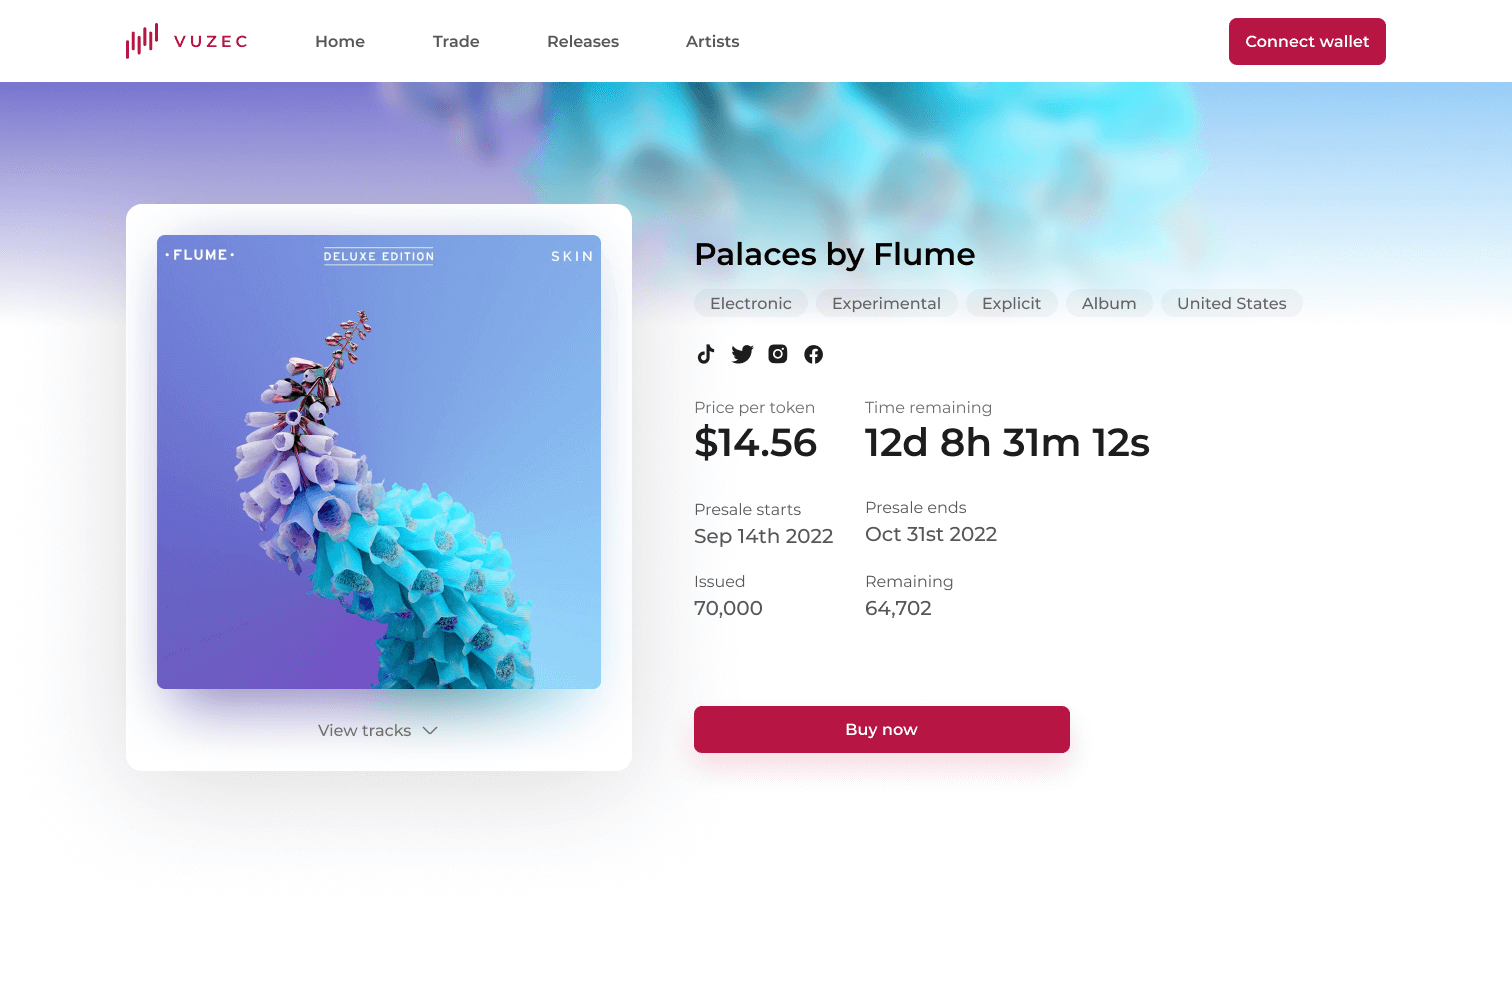 VUZEC
Home
Trade
Releases
Artists
Connect wallet
·FLUME·
DELUXE EDITION
SKIN
View tracks
Palaces by Flume
Electronic
Experimental
Explicit
Album
United States
Price per token
$14.56
Time remaining
12d 8h 31m 12s
Presale starts
Sep 14th 2022
Presale ends
Oct 31st 2022
Issued
70,000
Remaining
64,702
Buy now